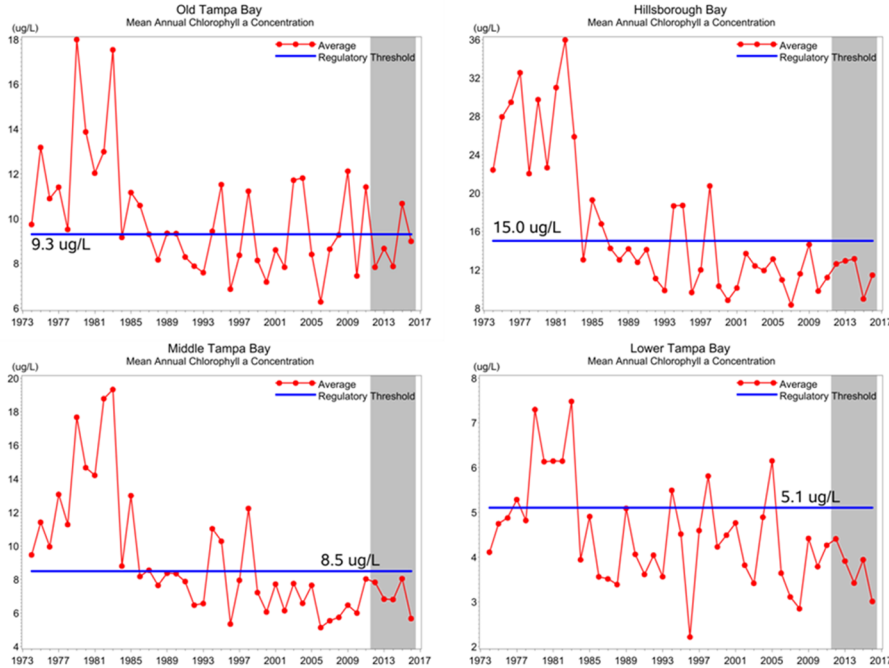 Old Tampa Bay
Mean Annual Chlorophyll a Concentration
(ug/L)
Average
Regulatory Threshold
18
16
14
12
10
8
6
9.3 ug/L
1973 1977 1981 1985 1989 1993 1997 2001 2005 2009 2013 2017
Hillsborough Bay
Mean Annual Chlorophyll a Concentration
(ug/L)
Average
Regulatory Threshold
36
32
28
24
20
16
12
8
15.0 ug/L
1973 1977 1981 1985 1989 1993 1997 2001 2005 2009 2013 2017
Middle Tampa Bay
Mean Annual Chlorophyll a Concentration
(ug/L)
Average
Regulatory Threshold
20
18
16
14
12
10
8
6
4
8.5 ug/L
1973 1977 1981 1985 1989 1993 1997 2001 2005 2009 2013 2017
Lower Tampa Bay
Mean Annual Chlorophyll a Concentration
(ug/L)
Average
Regulatory Threshold
8
7
6
5
4
3
2
5.1 ug/L
1973 1977 1981 1985 1989 1993 1997 2001 2005 2009 2013 2017